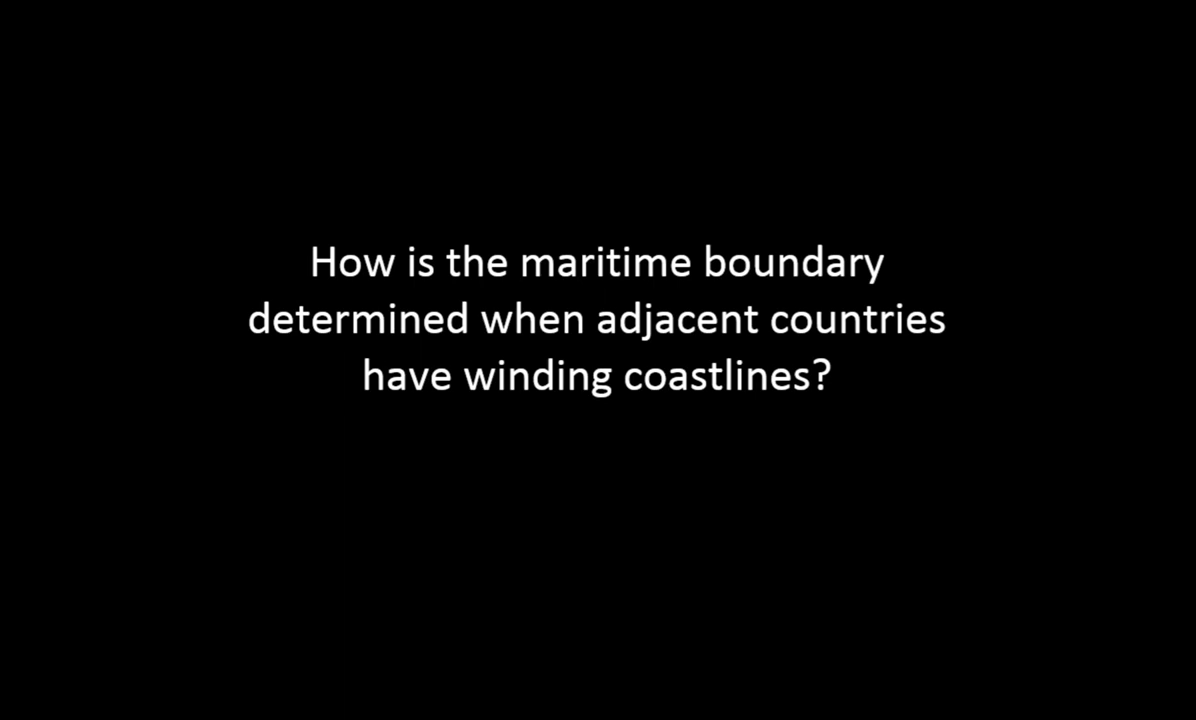 How is the maritime boundary
determined when adjacent countries
have winding coastlines?